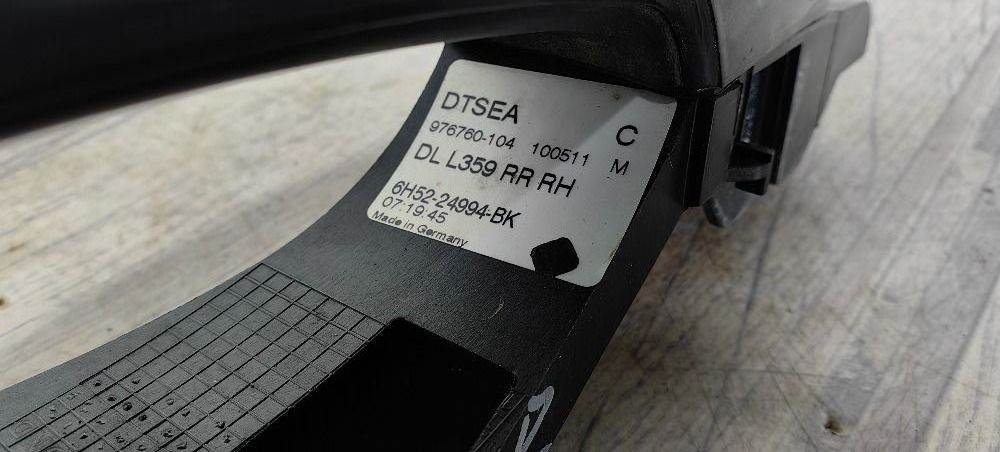 DTSEA C
976760-104 100511 M
DL L359 RR RH
6H52-24994-BK
07:19:45
Made in Germany